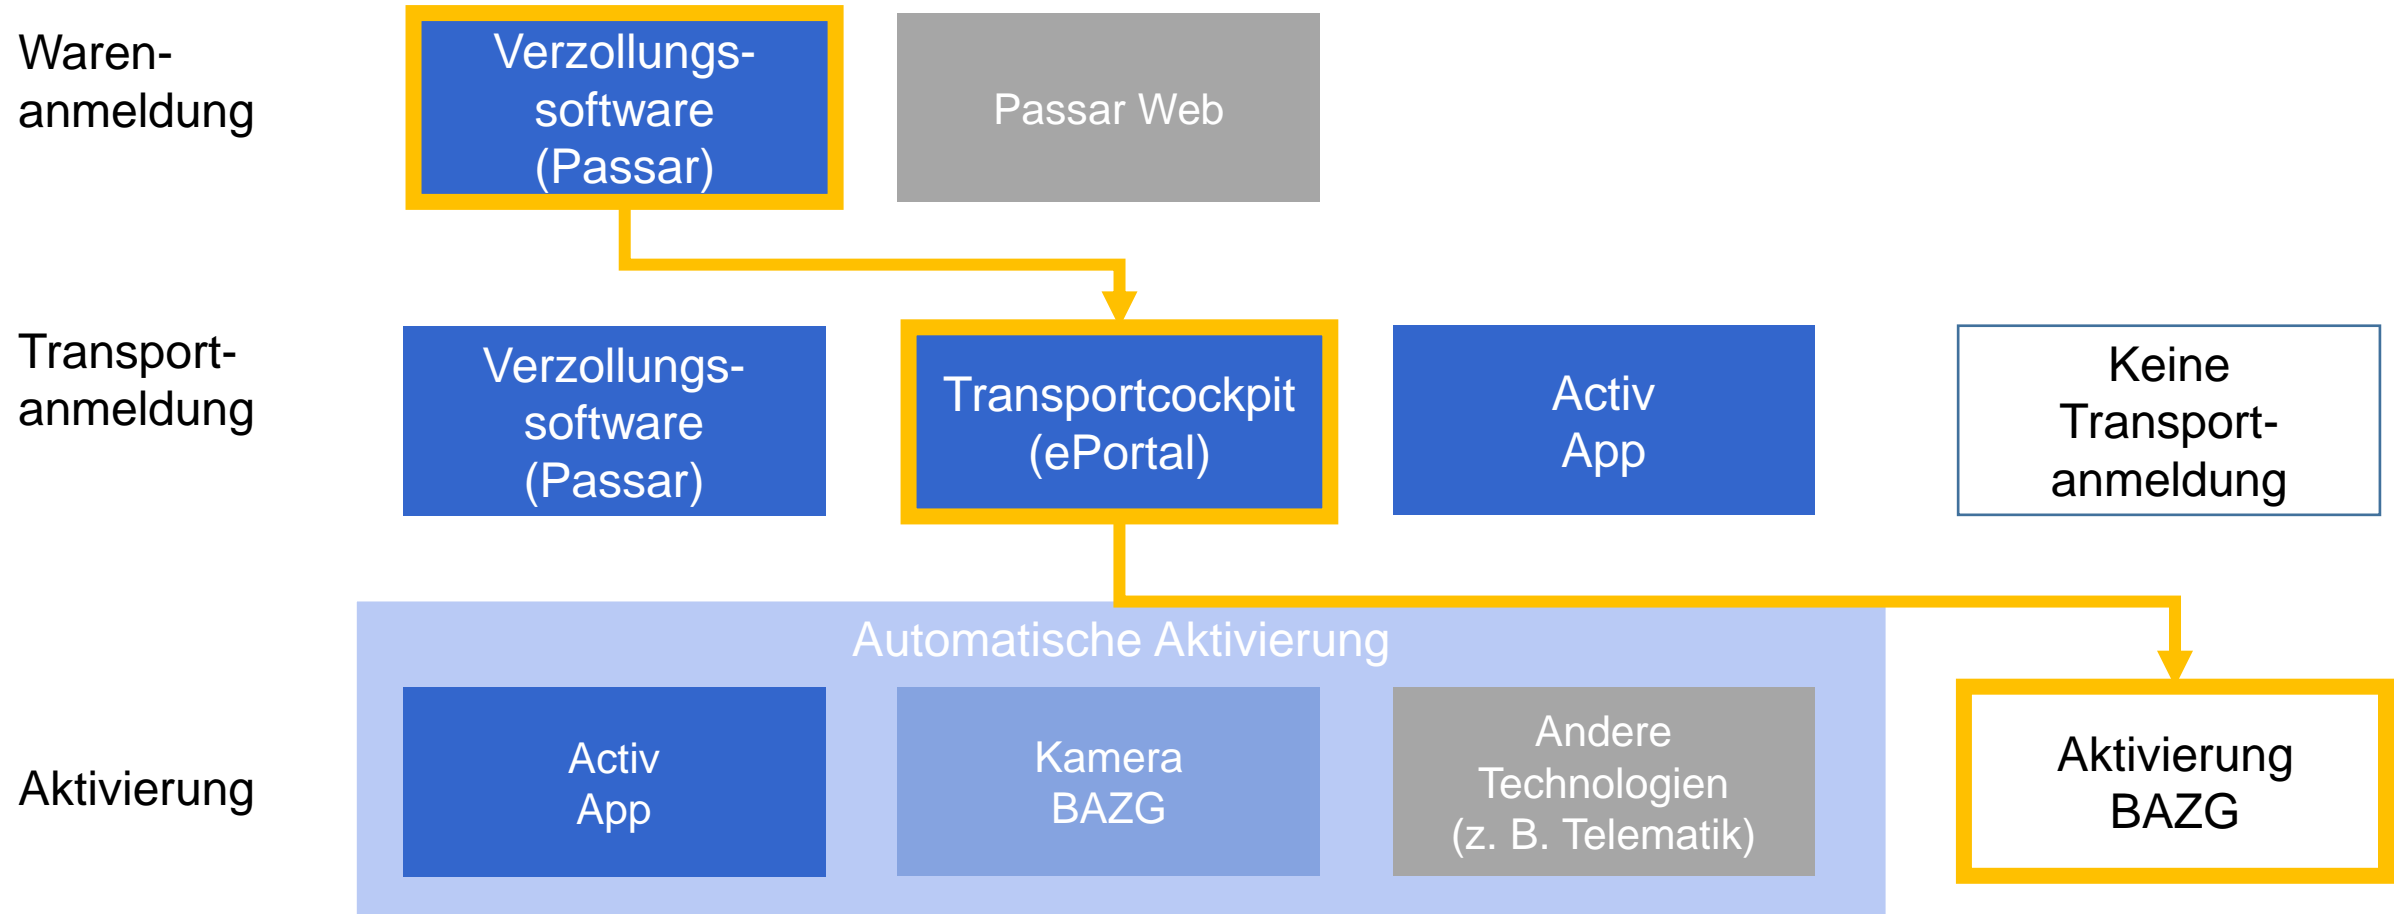 Waren-
anmeldung
Verzollungs-
software
(Passar)
Passar Web
Transport-
anmeldung
Verzollungs-
software
(Passar)
Transportcockpit
(ePortal)
Activ
App
Keine
Transport-
anmeldung
Automatische Aktivierung
Aktivierung
Activ
App
Kamera
BAZG
Andere
Technologien
(z. B. Telematik)
Aktivierung
BAZG